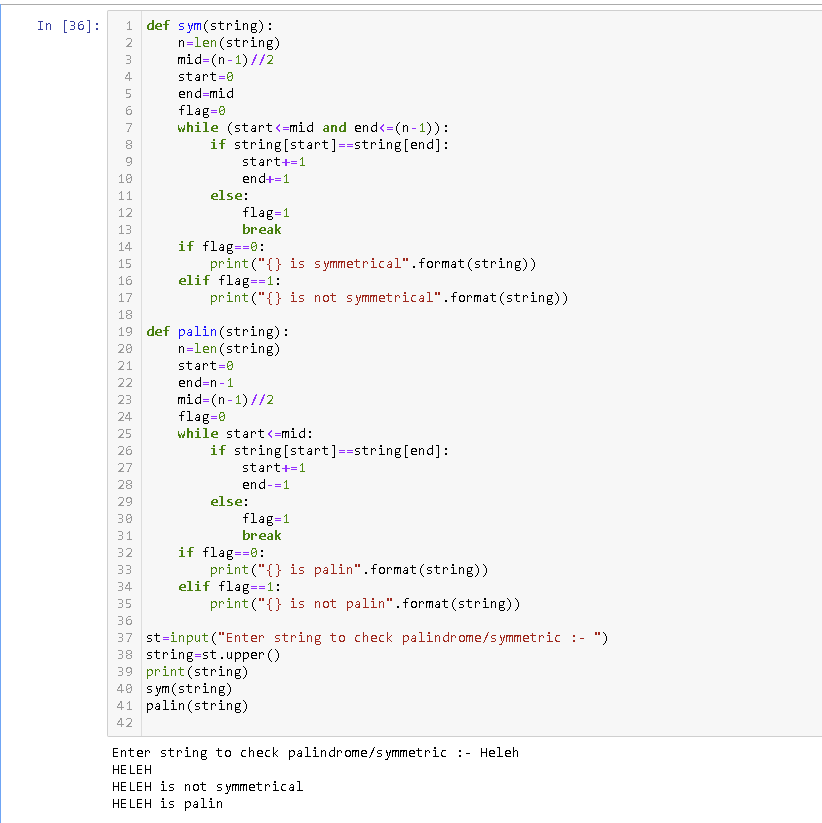 In [36]:
1 def sym(string):
2     n=len(string)
3     mid=(n-1)//2
4     start=0
5     end=mid
6     flag=0
7     while (start<=mid and end<=(n-1)):
8         if string[start]==string[end]:
9             start+=1
10             end+=1
11         else:
12             flag=1
13             break
14     if flag==0:
15         print("{} is symmetrical".format(string))
16     elif flag==1:
17         print("{} is not symmetrical".format(string))
18
19 def palin(string):
20     n=len(string)
21     start=0
22     end=n-1
23     mid=(n-1)//2
24     flag=0
25     while start<=mid:
26         if string[start]==string[end]:
27             start+=1
28             end-=1
29         else:
30             flag=1
31             break
32     if flag==0:
33         print("{} is palin".format(string))
34     elif flag==1:
35         print("{} is not palin".format(string))
36
37 st=input("Enter string to check palindrome/symmetric :- ")
38 string=st.upper()
39 print(string)
40 sym(string)
41 palin(string)
42
Enter string to check palindrome/symmetric :- Heleh
HELEH
HELEH is not symmetrical
HELEH is palin